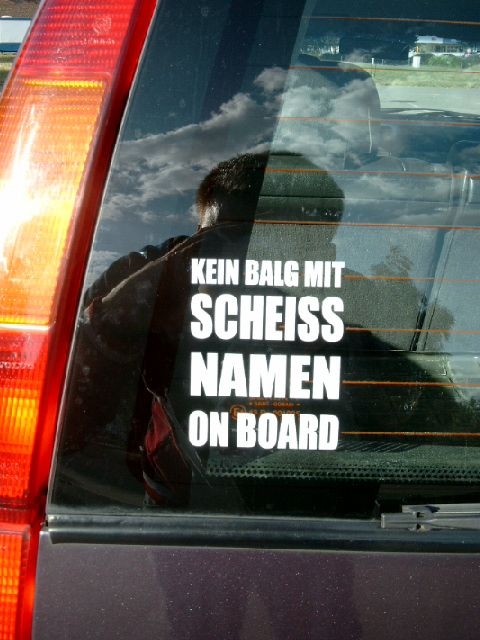 KEIN BALG MIT
SCHEISS
NAMEN
ON BOARD